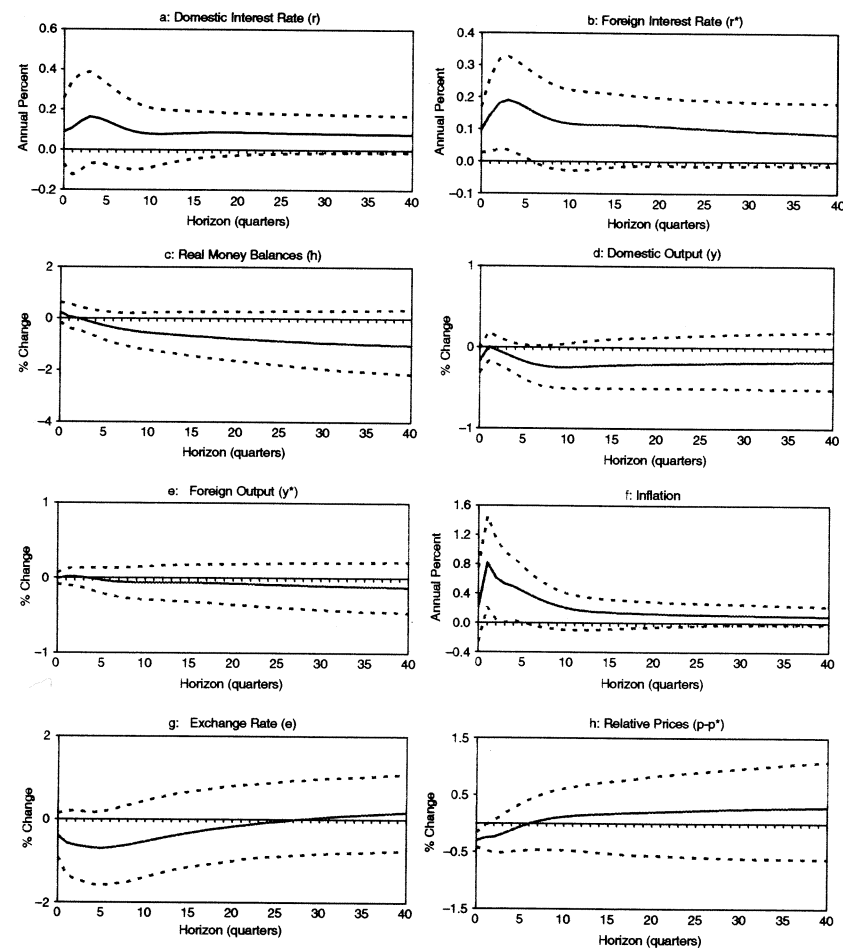 a: Domestic Interest Rate (r)
Annual Percent
0.6
0.4
0.2
0.0
−0.2
0 5 10 15 20 25 30 35 40
Horizon (quarters)
b: Foreign Interest Rate (r*)
Annual Percent
0.4
0.3
0.2
0.1
0.0
−0.1
0 5 10 15 20 25 30 35 40
Horizon (quarters)
c: Real Money Balances (h)
% Change
2
0
−2
−4
0 5 10 15 20 25 30 35 40
Horizon (quarters)
d: Domestic Output (y)
% Change
1
0
−1
0 5 10 15 20 25 30 35 40
Horizon (quarters)
e: Foreign Output (y*)
% Change
1
0
−1
0 5 10 15 20 25 30 35 40
Horizon (quarters)
f: Inflation
Annual Percent
1.6
1.2
0.8
0.4
0.0
−0.4
0 5 10 15 20 25 30 35 40
Horizon (quarters)
g: Exchange Rate (e)
% Change
2
0
−2
0 5 10 15 20 25 30 35 40
Horizon (quarters)
h: Relative Prices (p-p*)
% Change
1.5
0.5
−0.5
−1.5
0 5 10 15 20 25 30 35 40
Horizon (quarters)